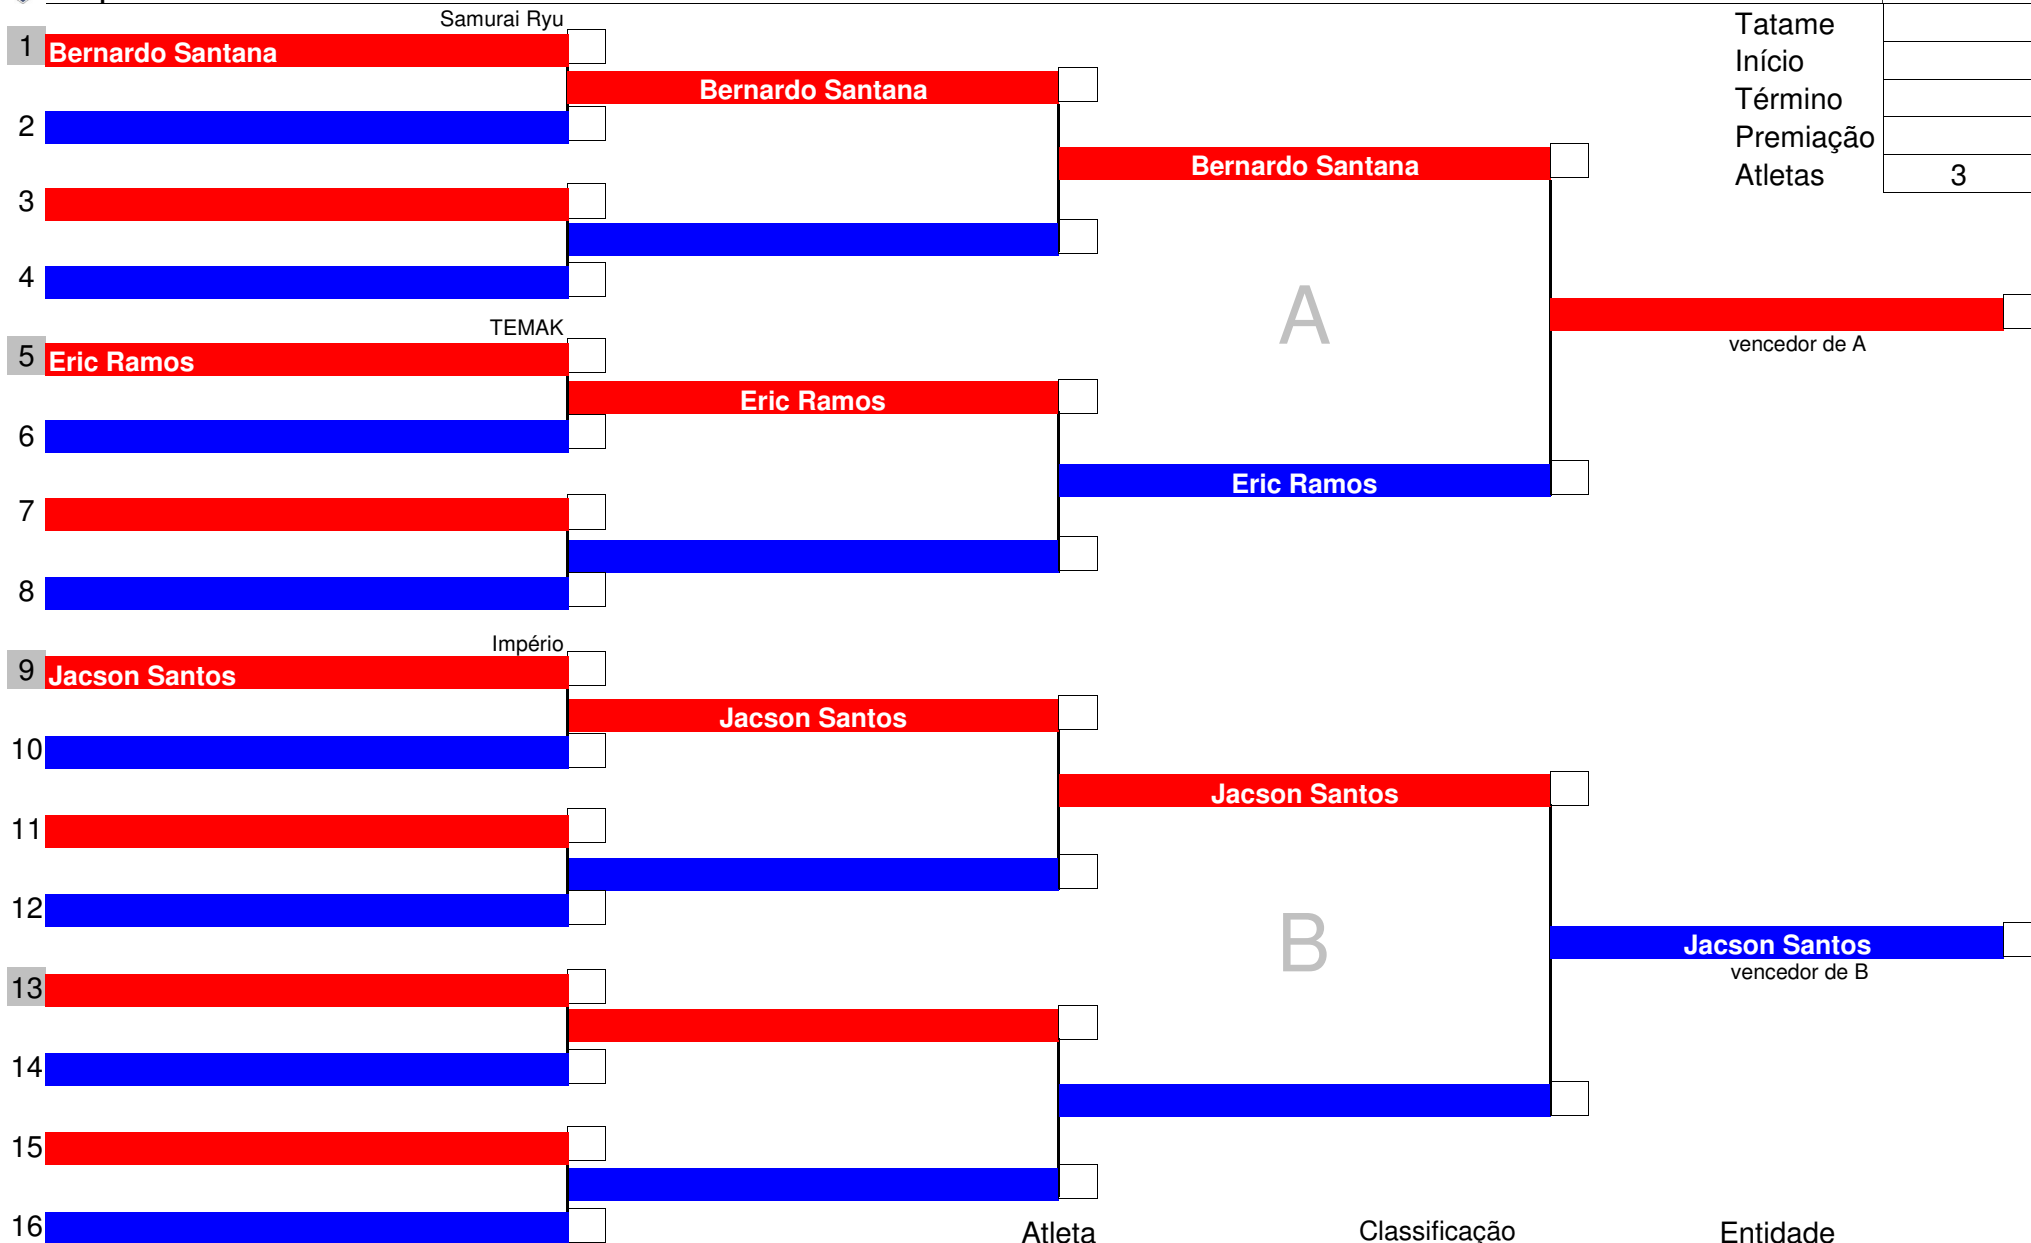 Samurai Ryu
1 Bernardo Santana
Bernardo Santana
2
Bernardo Santana
3
4
Tatame
Início
Término
Premiação
Atletas 3
A
vencedor de A
TEMAK
5 Eric Ramos
Eric Ramos
6
Eric Ramos
7
8
Império
9 Jacson Santos
Jacson Santos
10
Jacson Santos
11
12
B
Jacson Santos
vencedor de B
13
14
15
16
Atleta Classificação Entidade